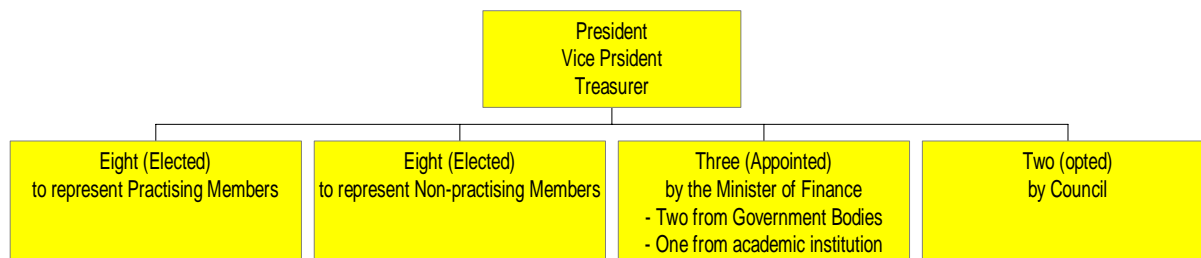 President
Vice Prsident
Treasurer
Eight (Elected)
to represent Practising Members
Eight (Elected)
to represent Non-practising Members
Three (Appointed)
by the Minister of Finance
- Two from Government Bodies
- One from academic institution
Two (opted)
by Council